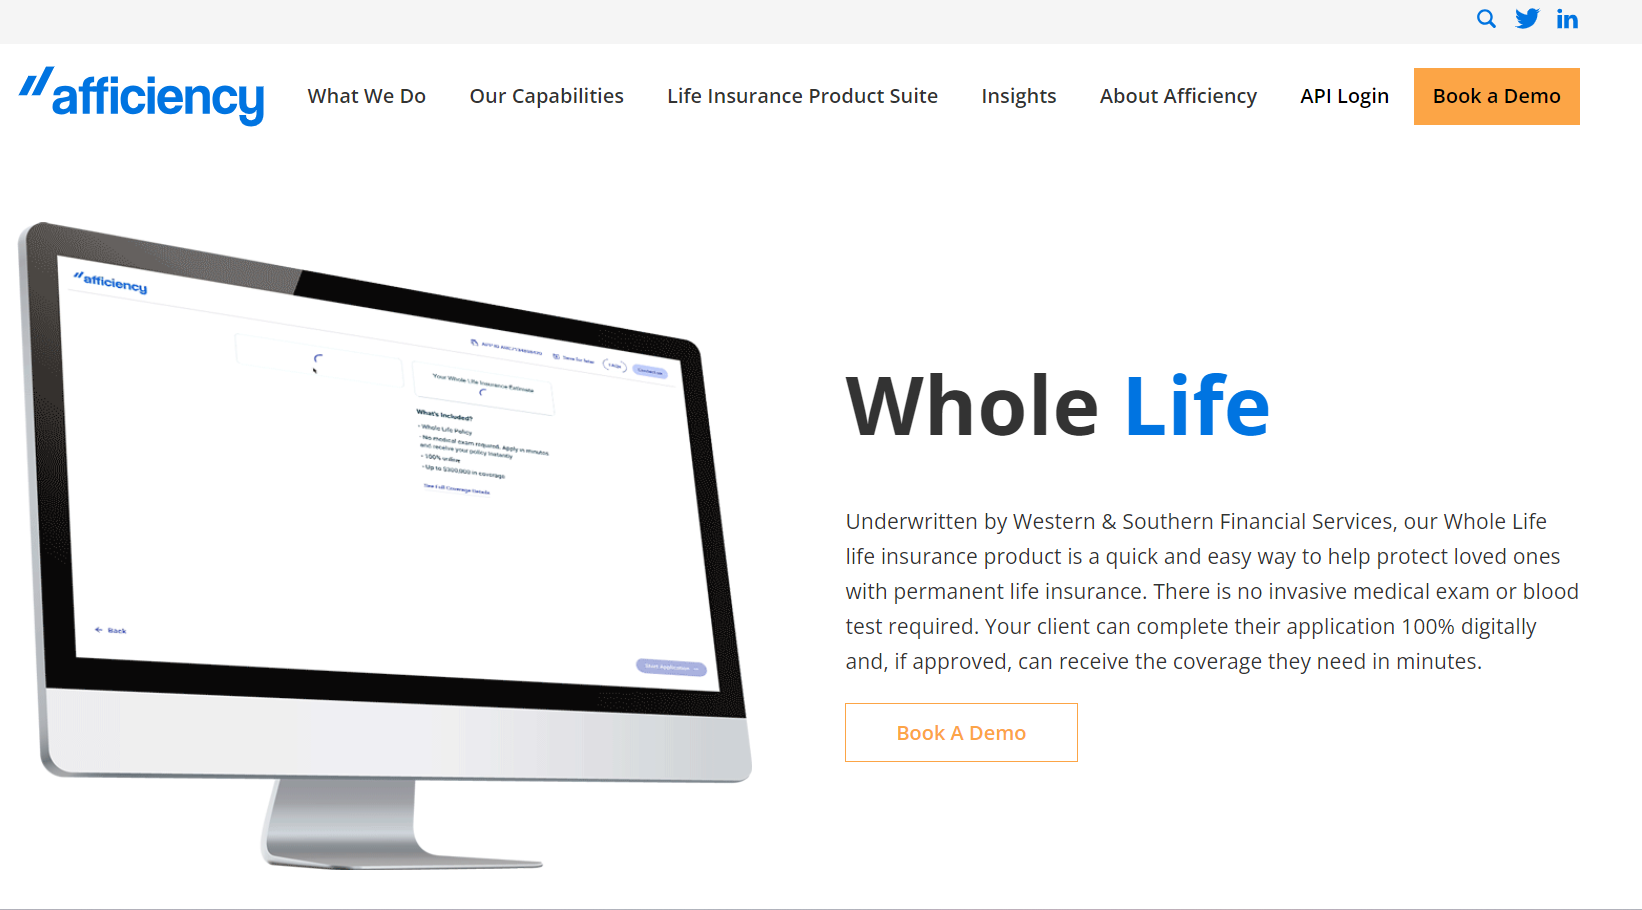 afficiency
What We Do
Our Capabilities
Life Insurance Product Suite
Insights
About Afficiency
API Login
Book a Demo
afficiency
Save for later
Your Whole Life Insurance Estimate
What's Included?
• Whole Life Policy
• No medical exam required. Apply in minutes
and receive your policy instantly
• 100% online
• Up to $300,000 in coverage
See Full Coverage Details
Back
Start Application
Whole Life
Underwritten by Western & Southern Financial Services, our Whole Life
life insurance product is a quick and easy way to help protect loved ones
with permanent life insurance. There is no invasive medical exam or blood
test required. Your client can complete their application 100% digitally
and, if approved, can receive the coverage they need in minutes.
Book A Demo